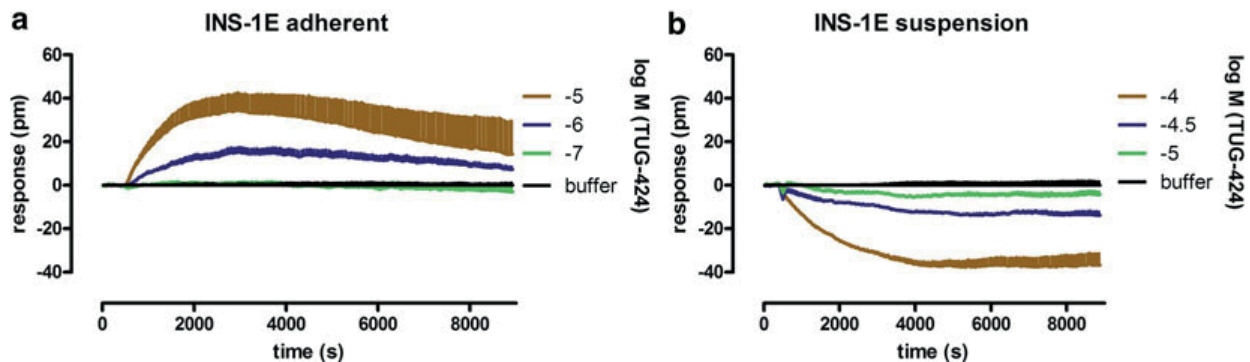 a
INS-1E adherent
60
40
20
0
-20
-40
response (pm)
0
2000
4000
6000
8000
time (s)
-5
-6
-7
buffer
log M (TUG-424)
b
INS-1E suspension
60
40
20
0
-20
-40
response (pm)
0
2000
4000
6000
8000
time (s)
-4
-4.5
-5
buffer
log M (TUG-424)